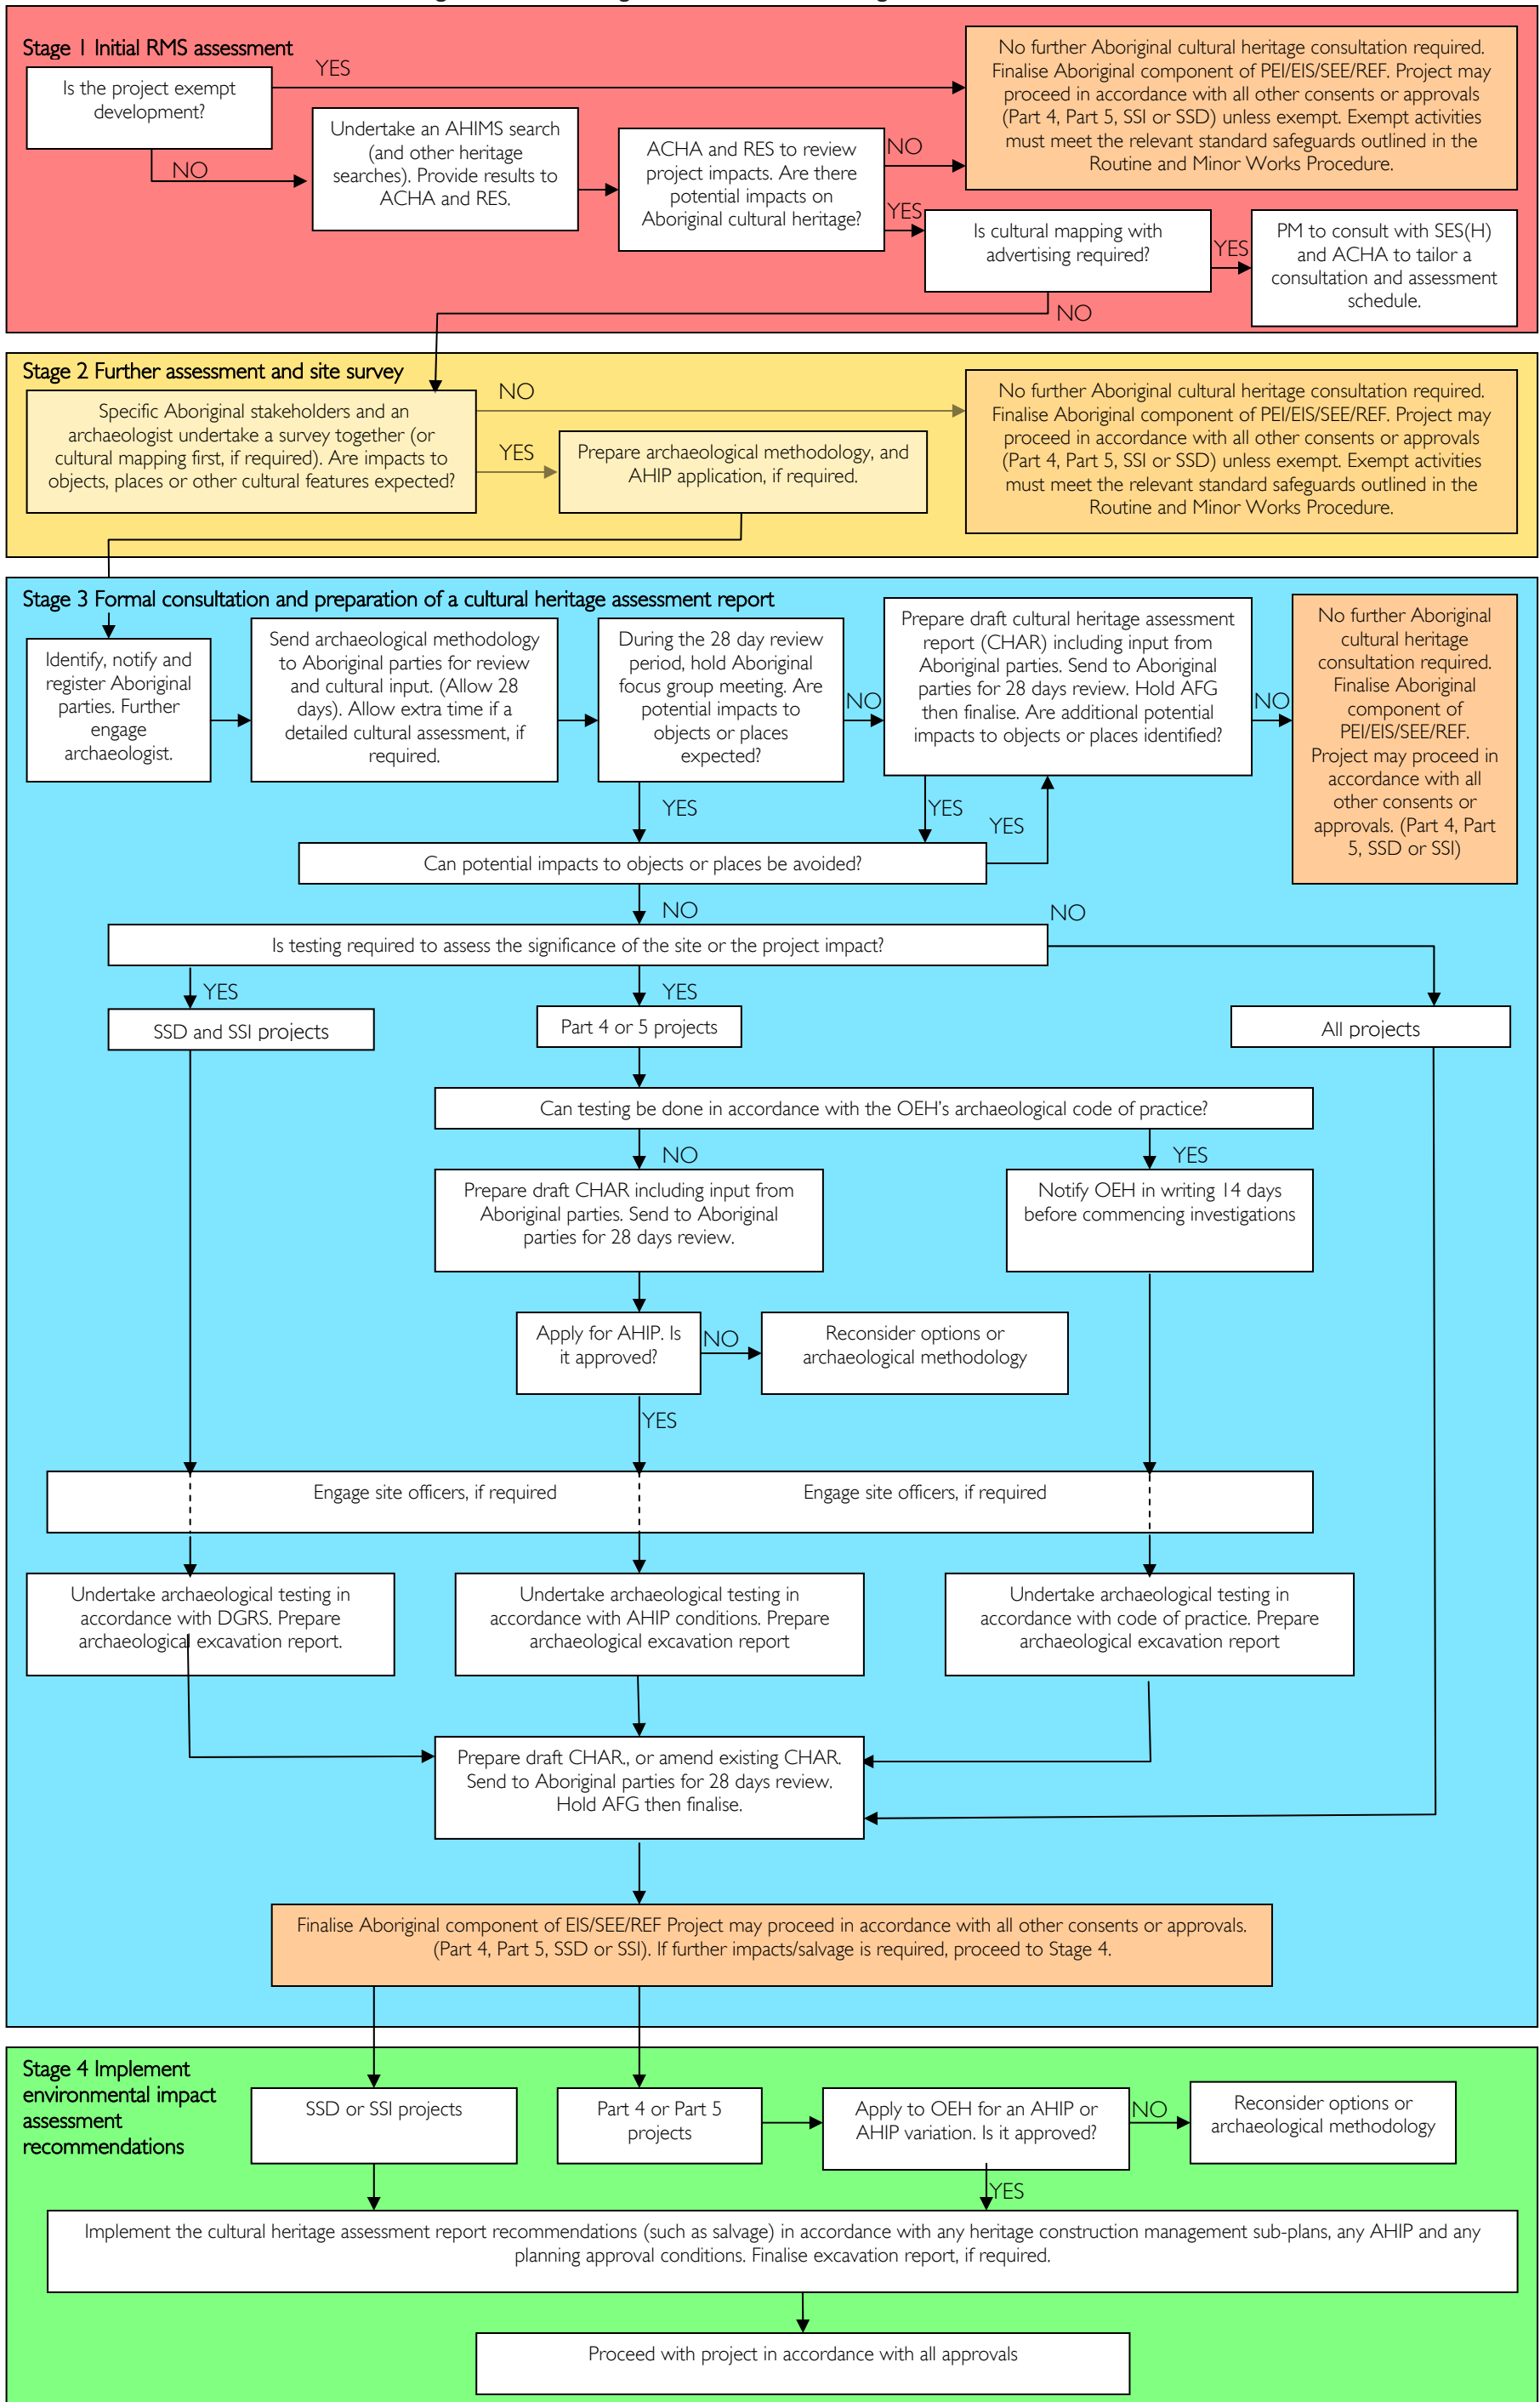 Stage 1 Initial RMS assessment
Is the project exempt
development?
YES
NO
Undertake an AHIMS search
(and other heritage
searches). Provide results to
ACHA and RES.
ACHA and RES to review
project impacts. Are there
potential impacts on
Aboriginal cultural heritage?
NO
YES
No further Aboriginal cultural heritage consultation required.
Finalise Aboriginal component of PEI/EIS/SEE/REF. Project may
proceed in accordance with all other consents or approvals
(Part 4, Part 5, SSI or SSD) unless exempt. Exempt activities
must meet the relevant standard safeguards outlined in the
Routine and Minor Works Procedure.
Is cultural mapping with
advertising required?
YES
NO
PM to consult with SES(H)
and ACHA to tailor a
consultation and assessment
schedule.
Stage 2 Further assessment and site survey
Specific Aboriginal stakeholders and an
archaeologist undertake a survey together (or
cultural mapping first, if required). Are impacts to
objects, places or other cultural features expected?
NO
YES
Prepare archaeological methodology, and
AHIP application, if required.
No further Aboriginal cultural heritage consultation required.
Finalise Aboriginal component of PEI/EIS/SEE/REF. Project may
proceed in accordance with all other consents or approvals
(Part 4, Part 5, SSI or SSD) unless exempt. Exempt activities
must meet the relevant standard safeguards outlined in the
Routine and Minor Works Procedure.
Stage 3 Formal consultation and preparation of a cultural heritage assessment report
Identify, notify and
register Aboriginal
parties. Further
engage
archaeologist.
Send archaeological methodology
to Aboriginal parties for review
and cultural input. (Allow 28
days). Allow extra time if a
detailed cultural assessment, if
required.
During the 28 day review
period, hold Aboriginal
focus group meeting. Are
potential impacts to
objects or places
expected?
NO
YES
Prepare draft cultural heritage assessment
report (CHAR) including input from
Aboriginal parties. Send to Aboriginal
parties for 28 days review. Hold AFG
then finalise. Are additional potential
impacts to objects or places identified?
NO
YES
YES
No further Aboriginal
cultural heritage
consultation required.
Finalise Aboriginal
component of
PEI/EIS/SEE/REF.
Project may proceed in
accordance with all
other consents or
approvals. (Part 4, Part
5, SSD or SSI)
Can potential impacts to objects or places be avoided?
NO
Is testing required to assess the significance of the site or the project impact?
NO
YES
YES
SSD and SSI projects
Part 4 or 5 projects
All projects
Can testing be done in accordance with the OEH's archaeological code of practice?
NO
YES
Prepare draft CHAR including input from
Aboriginal parties. Send to Aboriginal
parties for 28 days review.
Notify OEH in writing 14 days
before commencing investigations
Apply for AHIP. Is
it approved?
NO
Reconsider options or
archaeological methodology
YES
Engage site officers, if required
Engage site officers, if required
Undertake archaeological testing in
accordance with DGRS. Prepare
archaeological excavation report.
Undertake archaeological testing in
accordance with AHIP conditions. Prepare
archaeological excavation report
Undertake archaeological testing in
accordance with code of practice. Prepare
archaeological excavation report
Prepare draft CHAR., or amend existing CHAR.
Send to Aboriginal parties for 28 days review.
Hold AFG then finalise.
Finalise Aboriginal component of EIS/SEE/REF Project may proceed in accordance with all other consents or approvals.
(Part 4, Part 5, SSD or SSI). If further impacts/salvage is required, proceed to Stage 4.
Stage 4 Implement
environmental impact
assessment
recommendations
SSD or SSI projects
Part 4 or Part 5
projects
Apply to OEH for an AHIP or
AHIP variation. Is it approved?
NO
Reconsider options or
archaeological methodology
YES
Implement the cultural heritage assessment report recommendations (such as salvage) in accordance with any heritage construction management sub-plans, any AHIP and any
planning approval conditions. Finalise excavation report, if required.
Proceed with project in accordance with all approvals